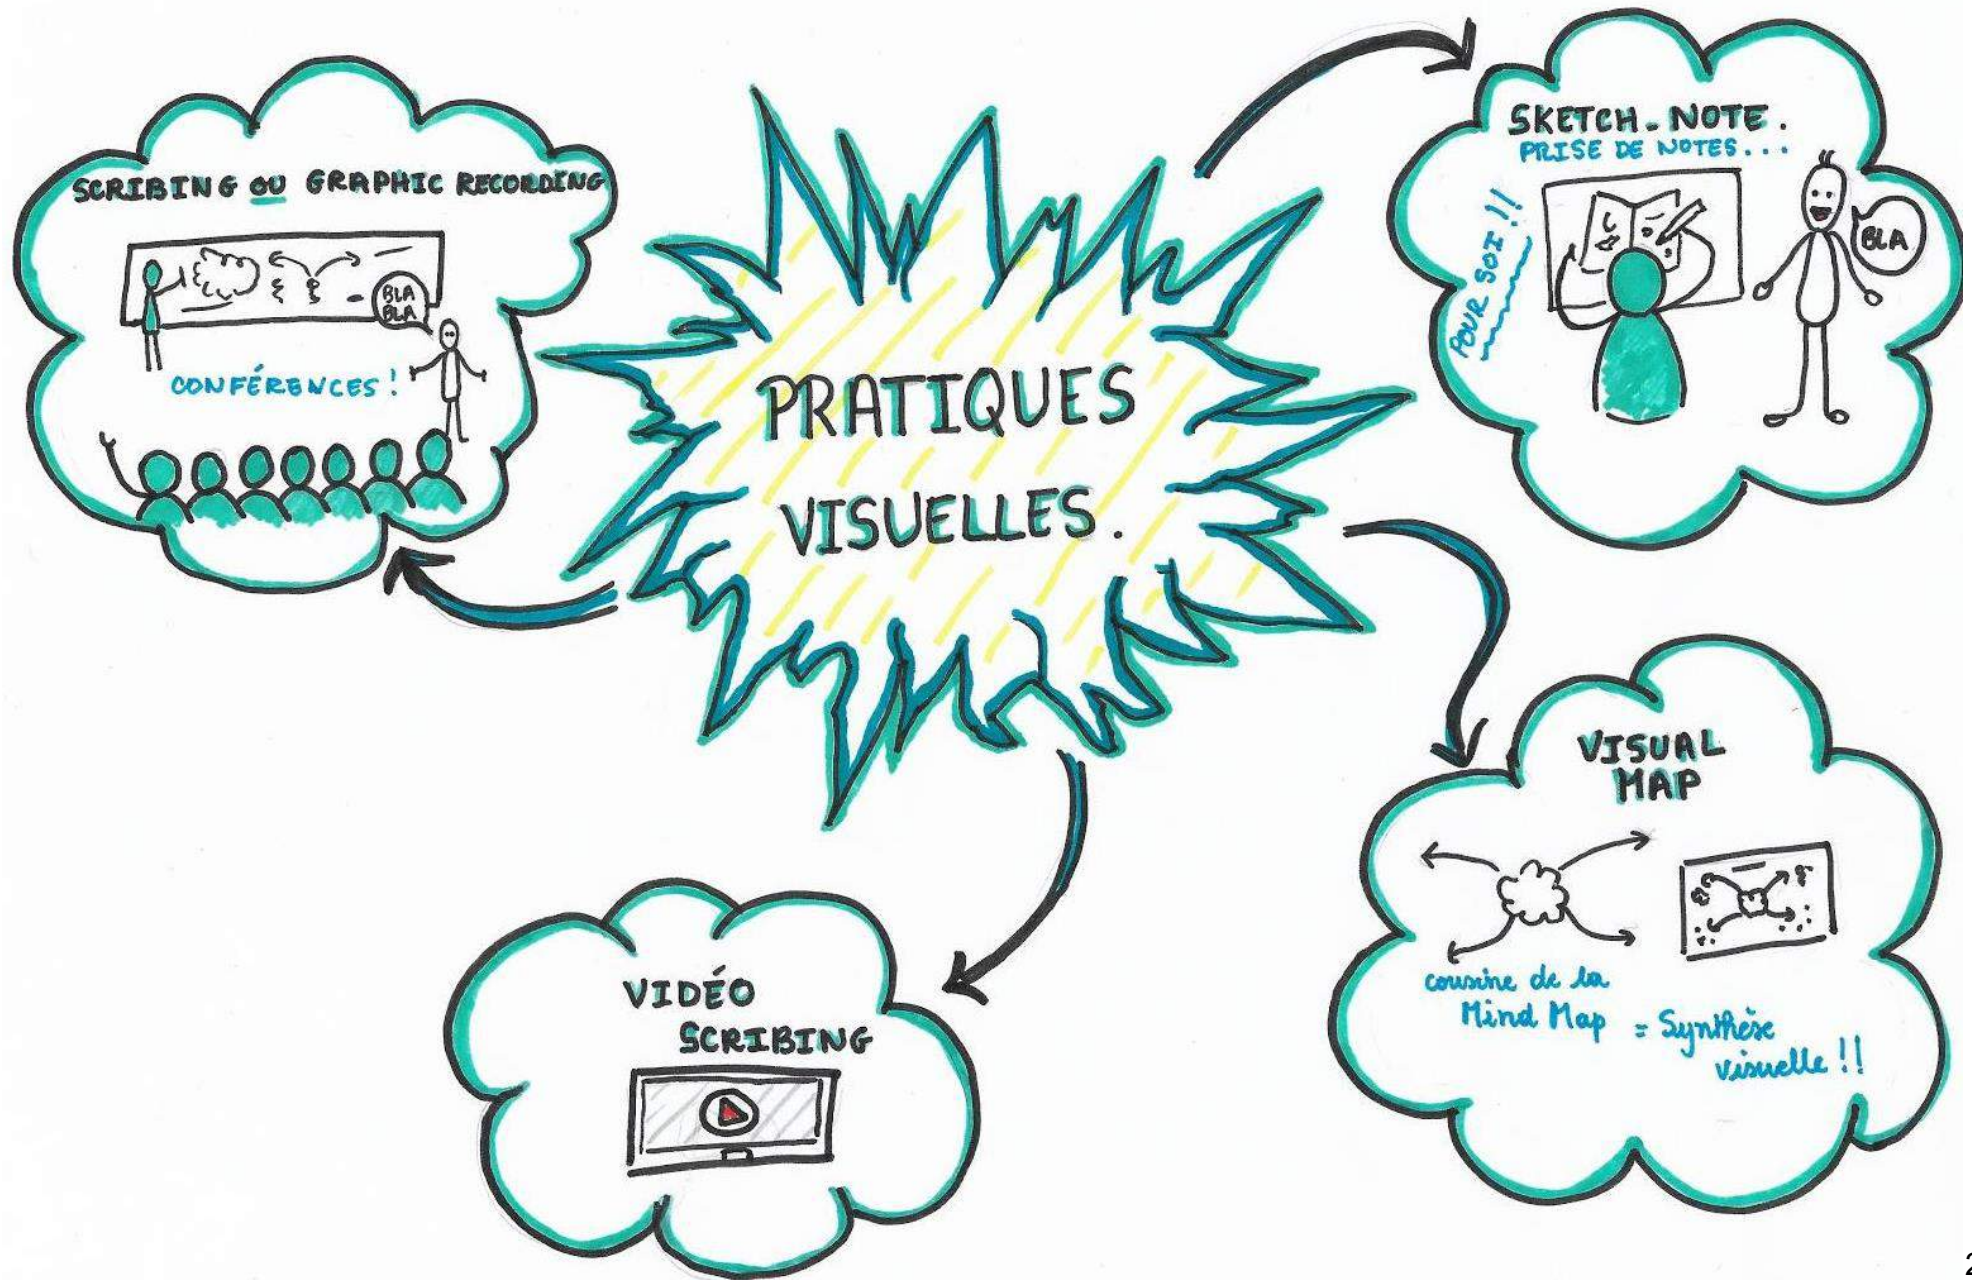 PRATIQUES
VISUELLES.
SCRIBING OU GRAPHIC RECORDING
BLA
BLA
CONFÉRENCES !
SKETCH-NOTE.
PRISE DE NOTES...
POUR SOI !!
BLA
VISUAL
MAP
cousine de la
Mind Map = Synthèse
visuelle !!
VIDÉO
SCRIBING
2